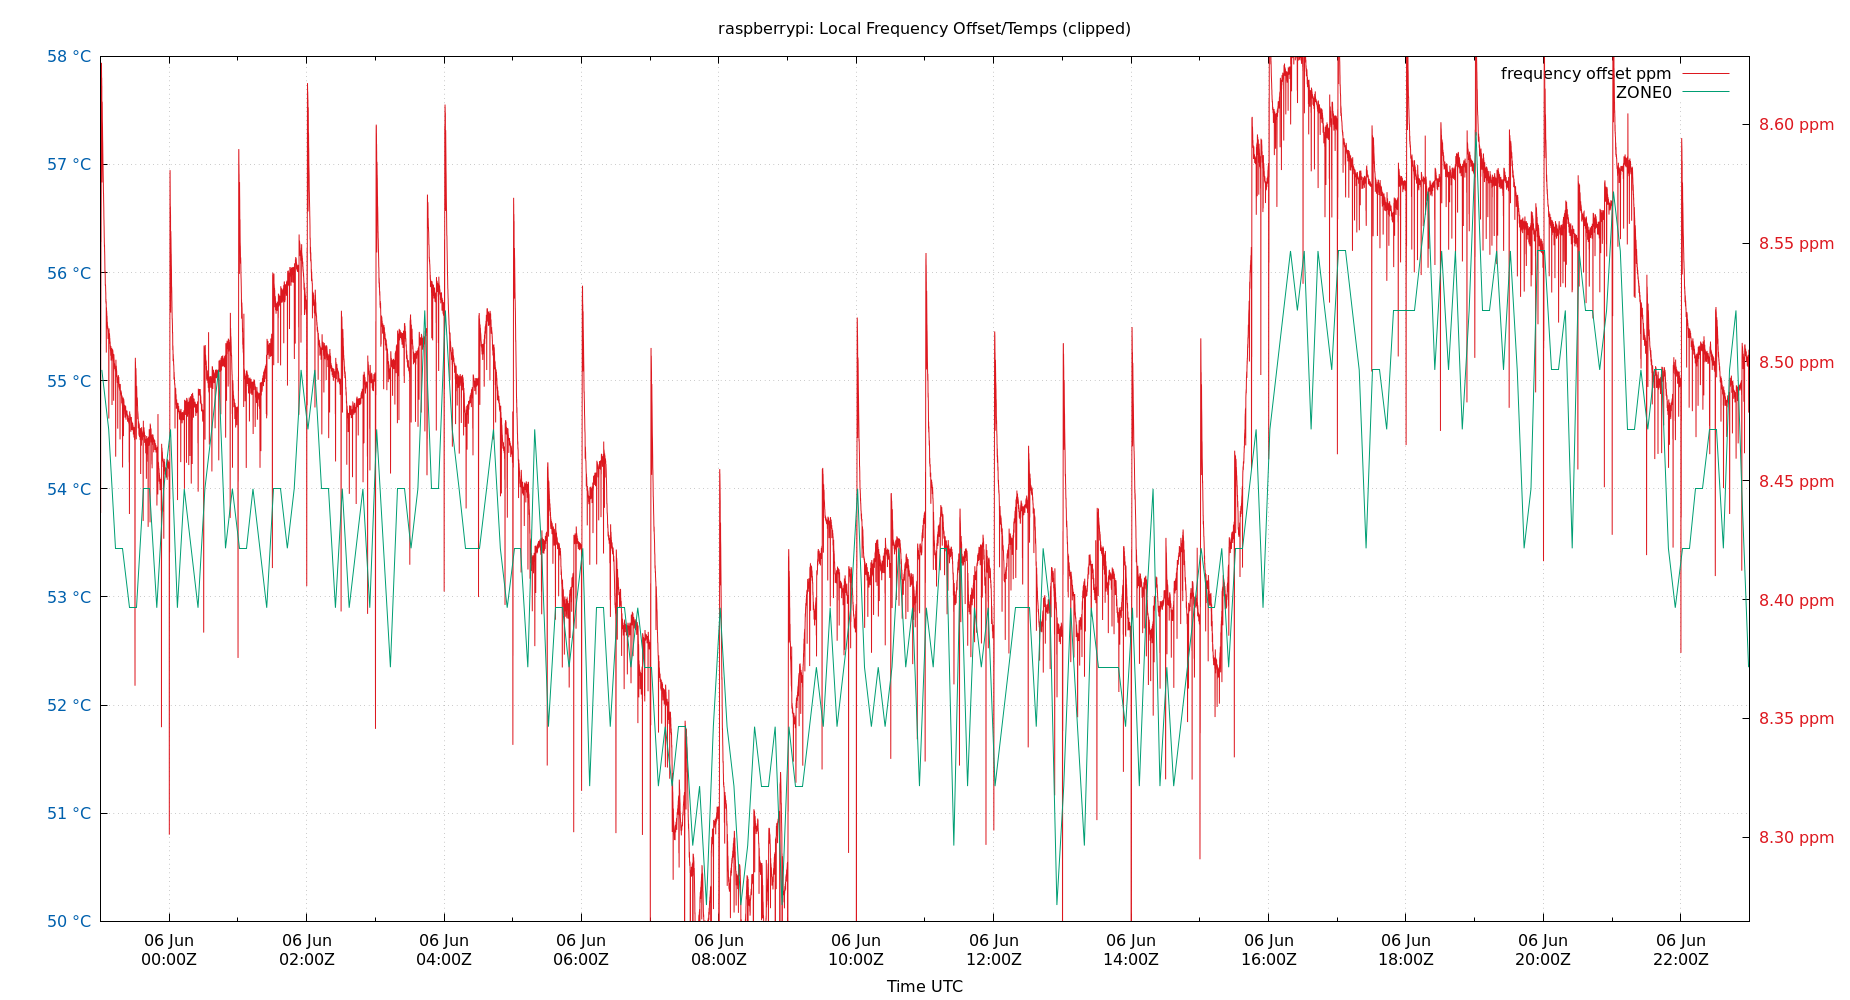 raspberrypi: Local Frequency Offset/Temps (clipped)
58 °C
57 °C
56 °C
55 °C
54 °C
53 °C
52 °C
51 °C
50 °C
frequency offset ppm
ZONE0
8.60 ppm
8.55 ppm
8.50 ppm
8.45 ppm
8.40 ppm
8.35 ppm
8.30 ppm
06 Jun 06 Jun 06 Jun 06 Jun 06 Jun 06 Jun 06 Jun 06 Jun 06 Jun 06 Jun 06 Jun 06 Jun
00:00Z 02:00Z 04:00Z 06:00Z 08:00Z 10:00Z 12:00Z 14:00Z 16:00Z 18:00Z 20:00Z 22:00Z
Time UTC